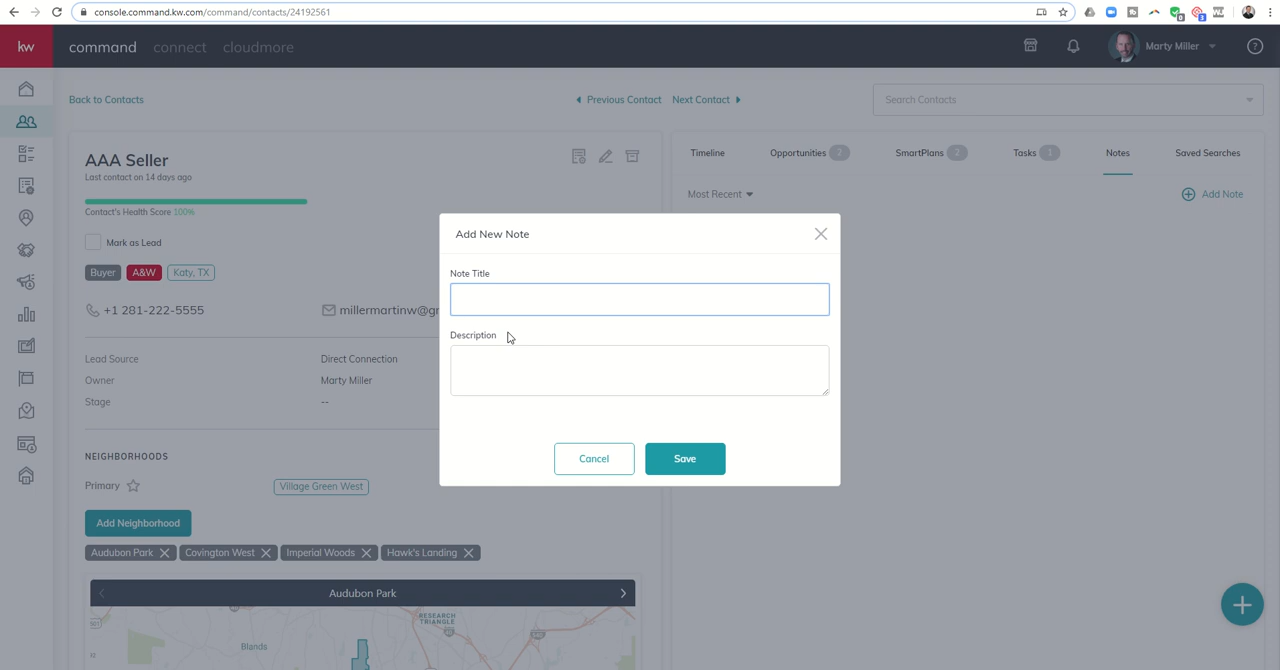 console.command.kw.com/command/contacts/24192561
kw
command
connect
cloudmore
Marty Miller
Back to Contacts
Previous Contact
Next Contact
Search Contacts
AAA Seller
Last contact on 14 days ago
Contact's Health Score 100%
Mark as Lead
Buyer
A&W
Katy, TX
+1 281-222-5555
millermartinw@g
Lead Source
Direct Connection
Owner
Marty Miller
Stage
--
NEIGHBORHOODS
Primary
Village Green West
Add Neighborhood
Audubon Park
Covington West
Imperial Woods
Hawk's Landing
Audubon Park
RESEARCH
TRIANGLE
Blands
Timeline
Opportunities 2
SmartPlans 2
Tasks 1
Notes
Saved Searches
Most Recent
Add Note
Add New Note
Note Title
Description
Cancel
Save